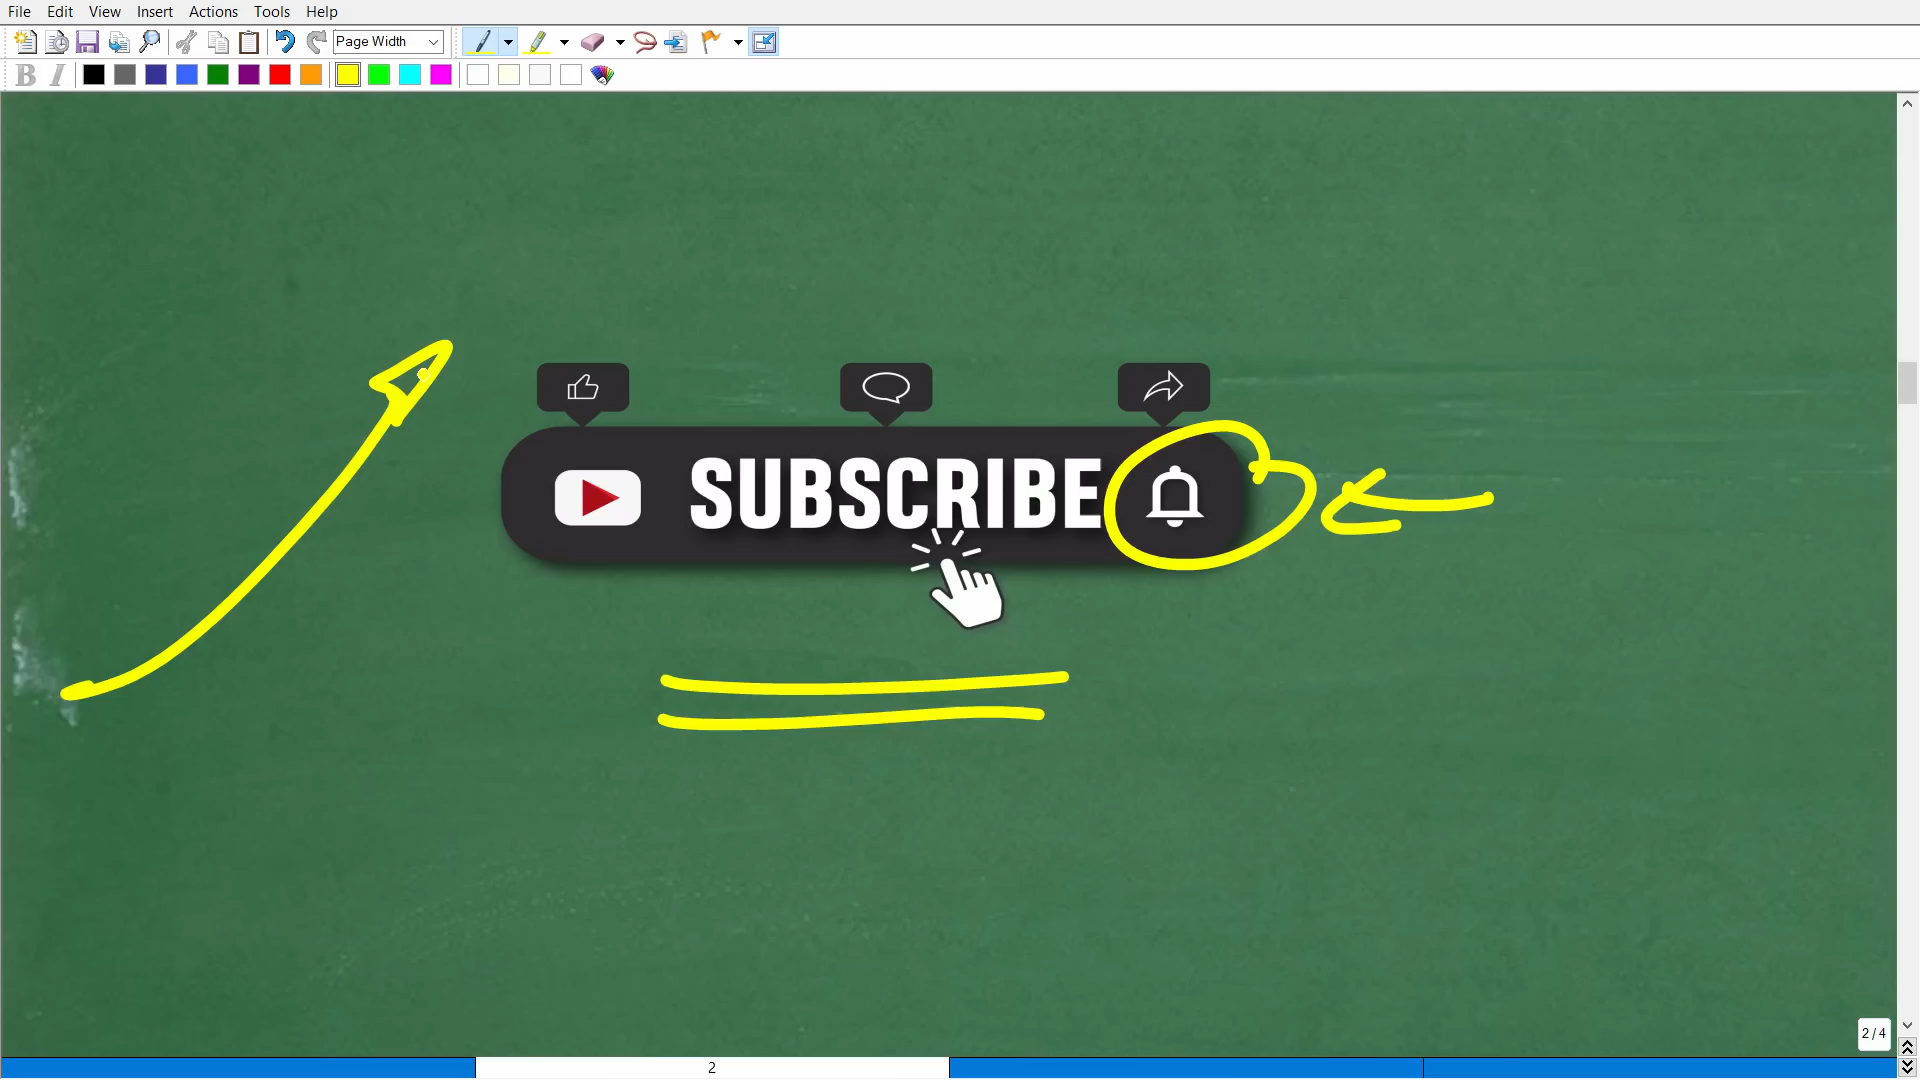 File Edit View Insert Actions Tools Help
Page Width
B I
SUBSCRIBE
2 / 4
2